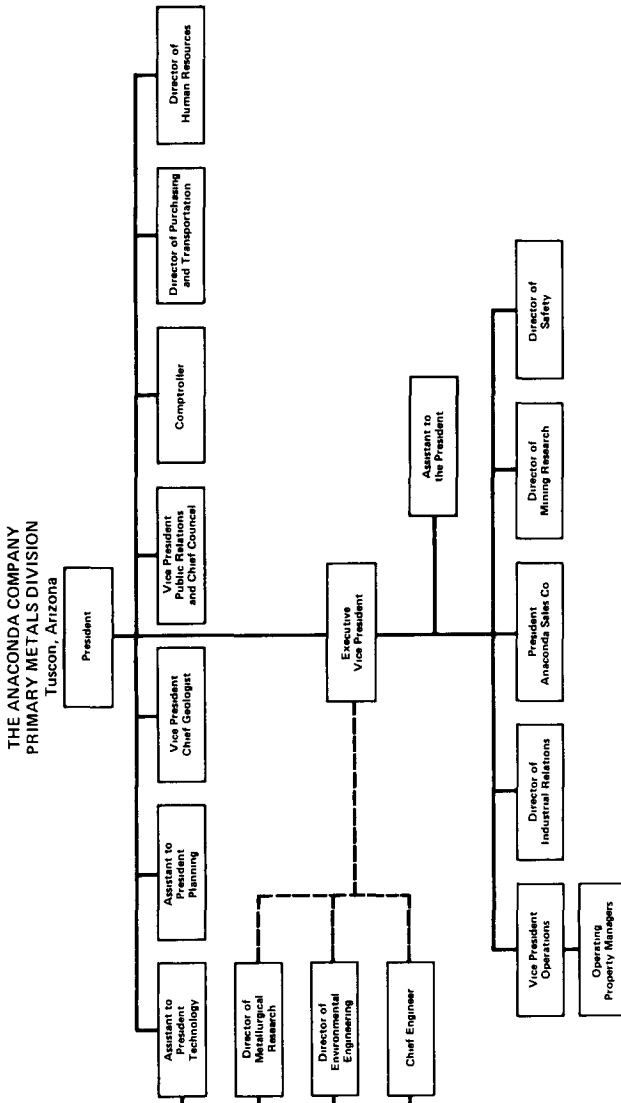 THE ANACONDA COMPANY
PRIMARY METALS DIVISION
Tuscon, Arizona
President
Assistant to
President
Technology
Assistant to
President
Planning
Vice President
Chief Geologist
Vice President
Public Relations
and Chief Councel
Comptroller
Director of Purchasing
and Transportation
Director of
Human Resources
Director of
Metallurgical
Research
Director of
Environmental
Engineering
Chief Engineer
Executive
Vice President
Assistant to
the President
Vice President
Operations
Director of
Industrial Relations
President
Anaconda Sales Co
Director of
Mining Research
Director of
Safety
Operating
Property Managers